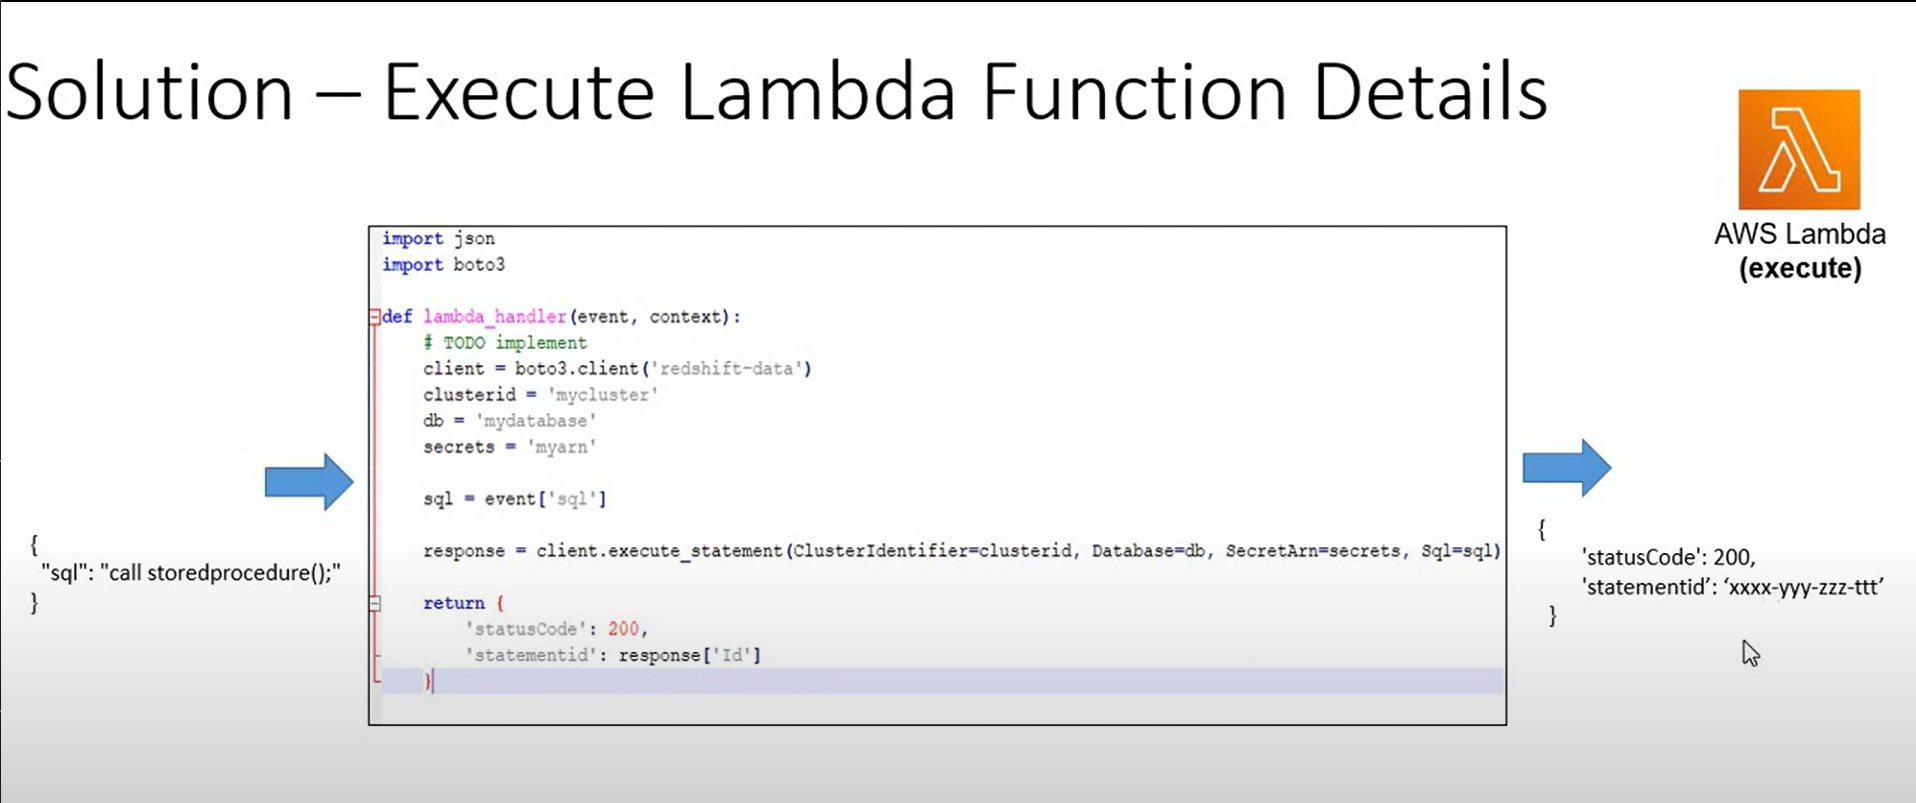 Solution – Execute Lambda Function Details
AWS Lambda
(execute)
import json
import boto3
def lambda_handler(event, context):
# TODO implement
client = boto3.client('redshift-data')
clusterid = 'mycluster'
db = 'mydatabase'
secrets = 'myarn'
sql = event['sql']
response = client.execute_statement(ClusterIdentifier=clusterid, Database=db, SecretArn=secrets, Sql=sql)
return {
'statusCode': 200,
'statementid': response['Id']
}
{
"sql": "call storedprocedure();"
}
{
'statusCode': 200,
'statementid’: ‘xxxx-yyy-zzz-ttt’
}